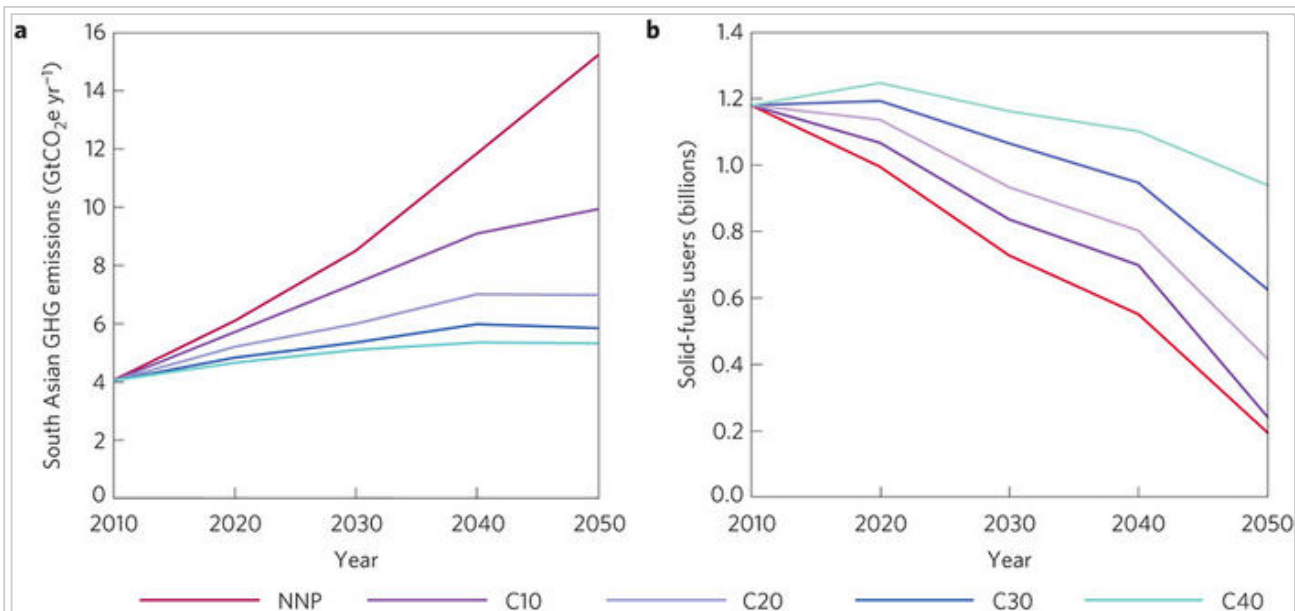 a
South Asian GHG emissions (GtCO₂e yr⁻¹)
16
14
12
10
8
6
4
2
0
2010 2020 2030 2040 2050
Year
b
Solid-fuels users (billions)
1.4
1.2
1.0
0.8
0.6
0.4
0.2
0.0
2010 2020 2030 2040 2050
Year
NNP C10 C20 C30 C40